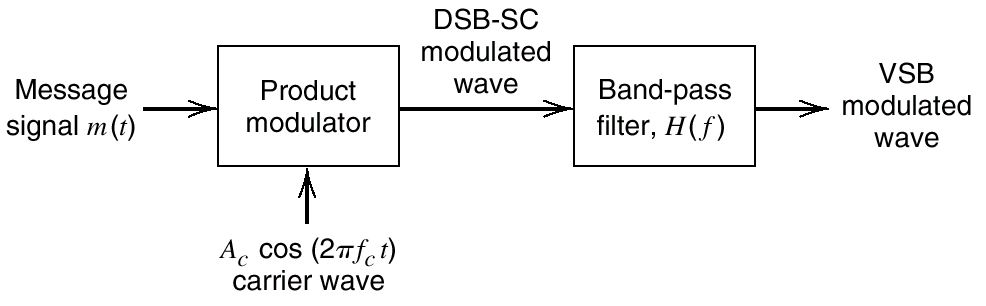 Message
signal m(t)
Product
modulator
DSB-SC
modulated
wave
Band-pass
filter, H(f)
VSB
modulated
wave
A_c cos (2πf_c t)
carrier wave